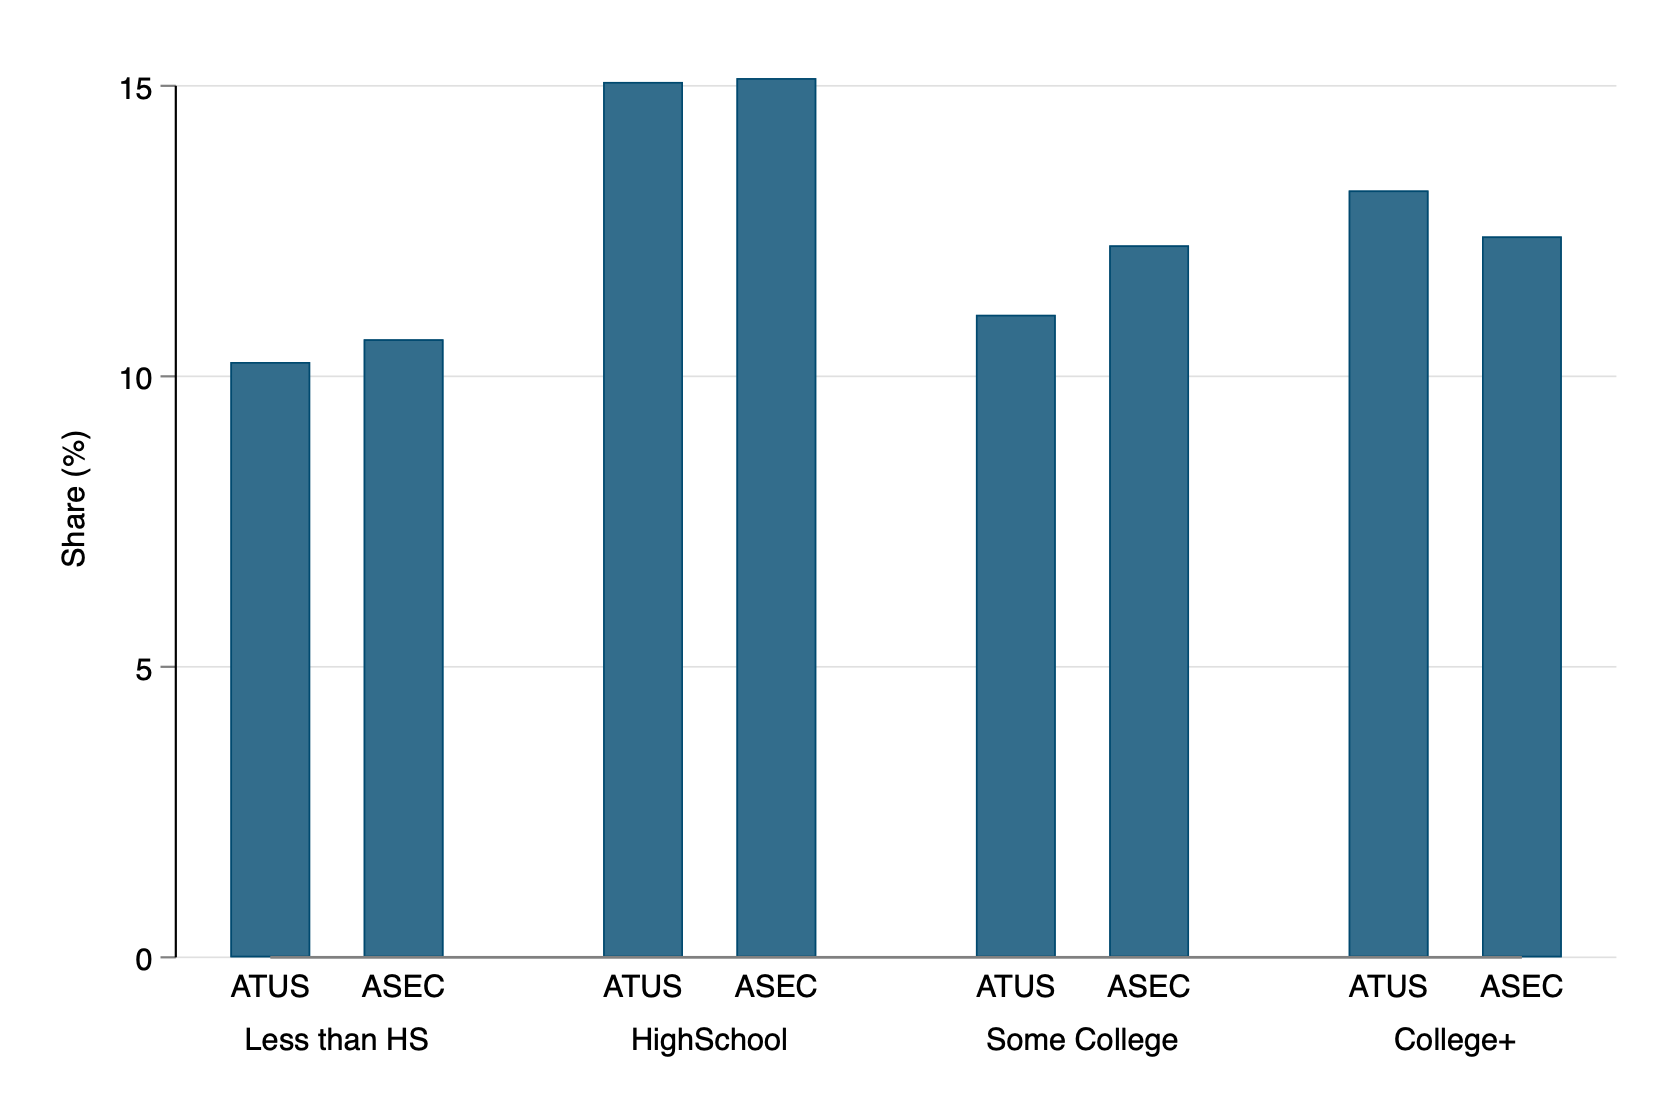 15
10
5
0
Share (%)
ATUS ASEC ATUS ASEC ATUS ASEC ATUS ASEC
Less than HS HighSchool Some College College+